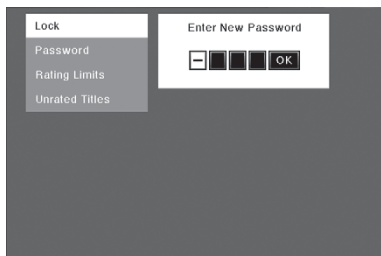 Lock
Password
Rating Limits
Unrated Titles
Enter New Password
– OK